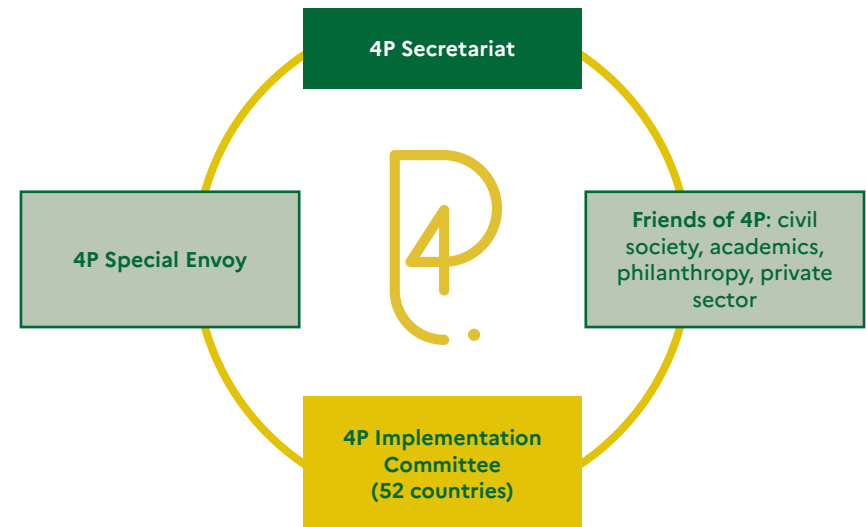 4P Secretariat
4P Special Envoy
4P
Friends of 4P: civil
society, academics,
philanthropy, private
sector
4P Implementation
Committee
(52 countries)